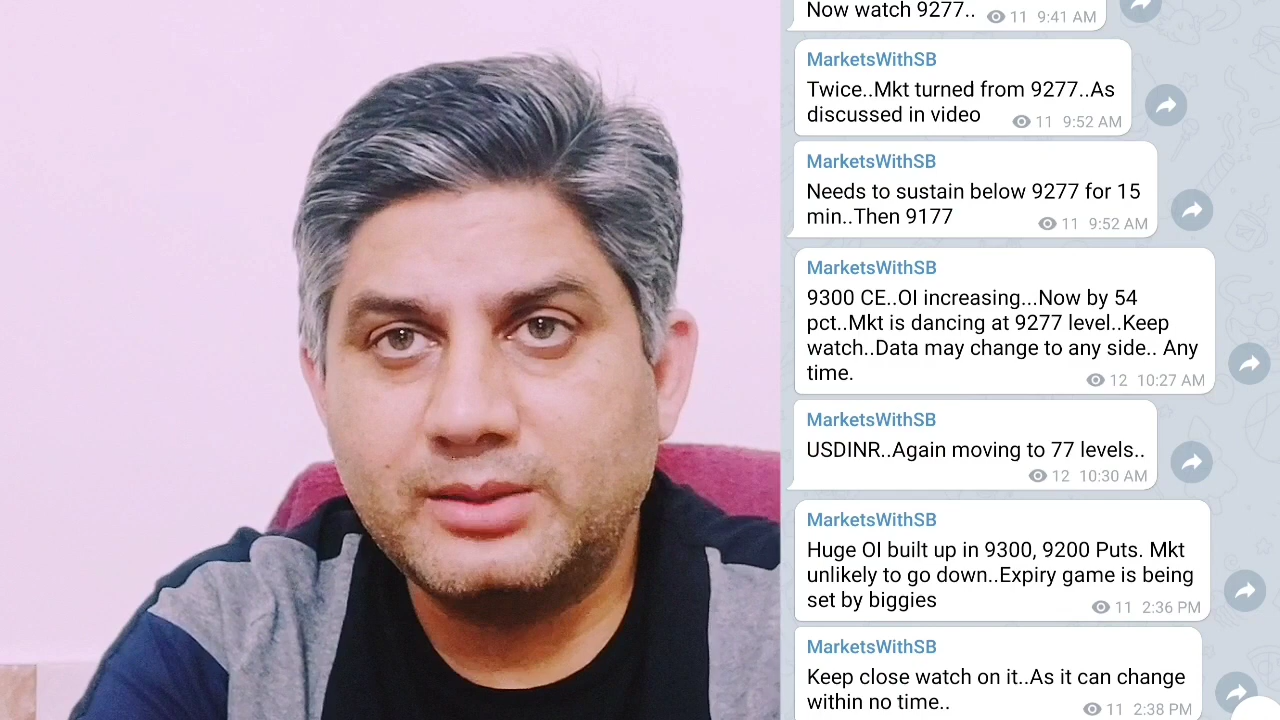 Now watch 9277..
11 9:41 AM
MarketsWithSB
Twice..Mkt turned from 9277..As
discussed in video
11 9:52 AM
MarketsWithSB
Needs to sustain below 9277 for 15
min..Then 9177
11 9:52 AM
MarketsWithSB
9300 CE..OI increasing...Now by 54
pct..Mkt is dancing at 9277 level..Keep
watch..Data may change to any side.. Any
time.
12 10:27 AM
MarketsWithSB
USDINR..Again moving to 77 levels..
12 10:30 AM
MarketsWithSB
Huge OI built up in 9300, 9200 Puts. Mkt
unlikely to go down..Expiry game is being
set by biggies
11 2:36 PM
MarketsWithSB
Keep close watch on it..As it can change
within no time..
11 2:38 PM